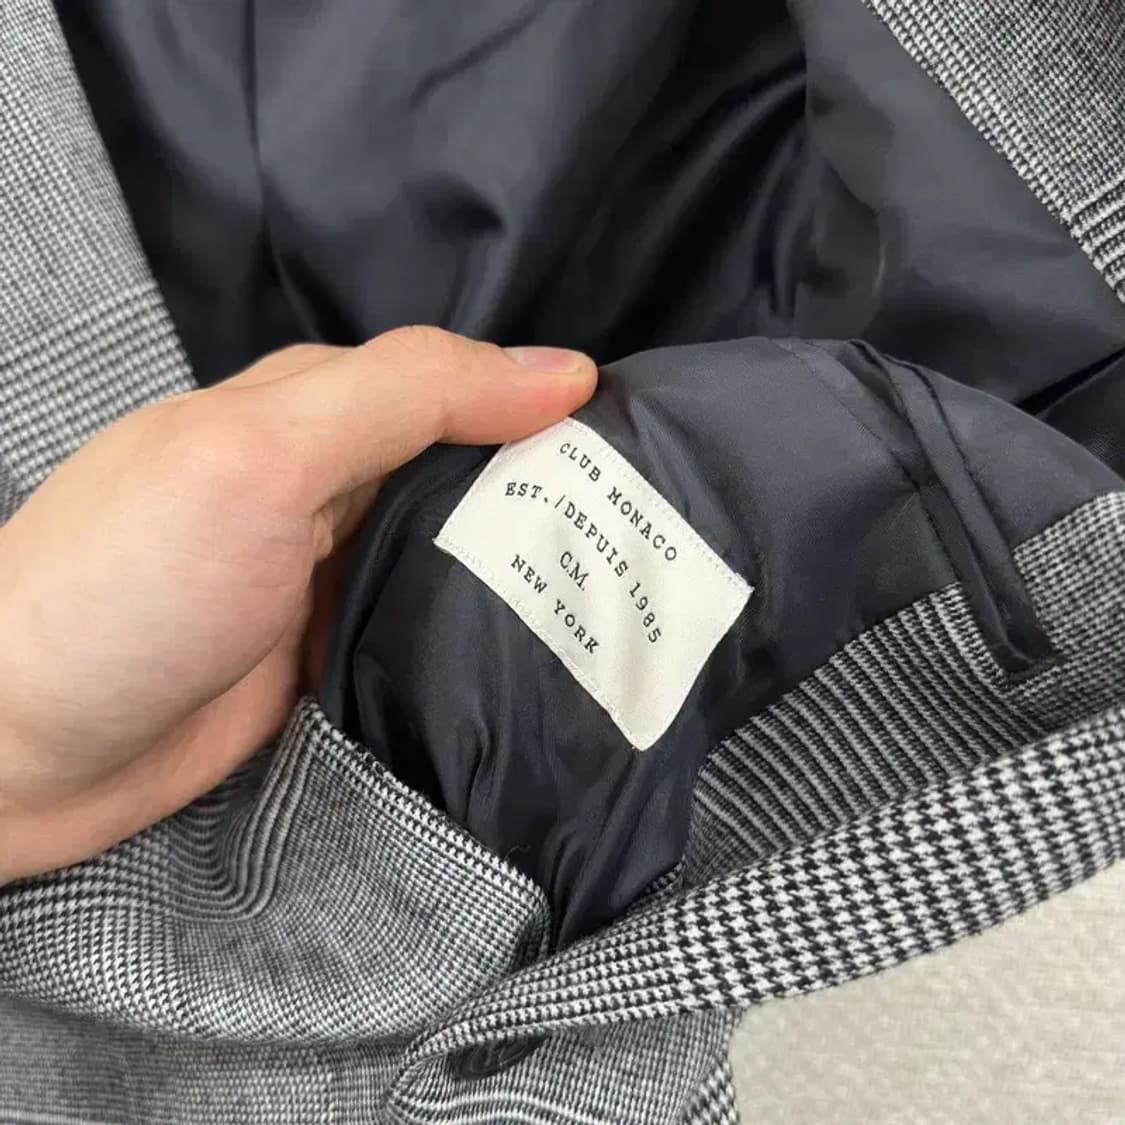 CLUB MONACO
EST. / DEPUIS 1985
C.M.
NEW YORK